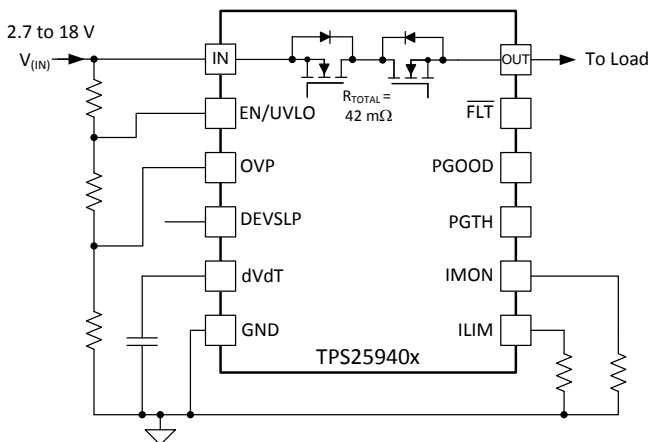 2.7 to 18 V
V(IN)
IN
OUT
To Load
RTOTAL =
42 mΩ
EN/UVLO
FLT
OVP
PGOOD
DEVSLP
PGTH
dVdT
IMON
GND
ILIM
TPS25940x